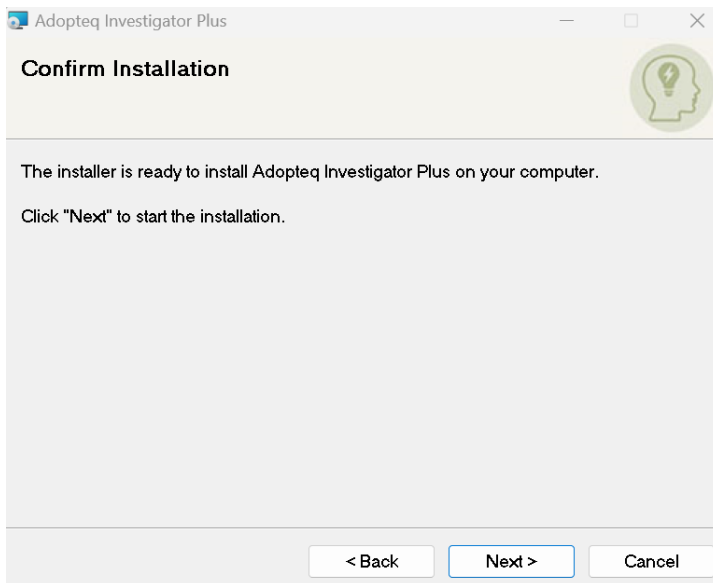 Adopteq Investigator Plus
Confirm Installation
The installer is ready to install Adopteq Investigator Plus on your computer.
Click "Next" to start the installation.
< Back
Next >
Cancel